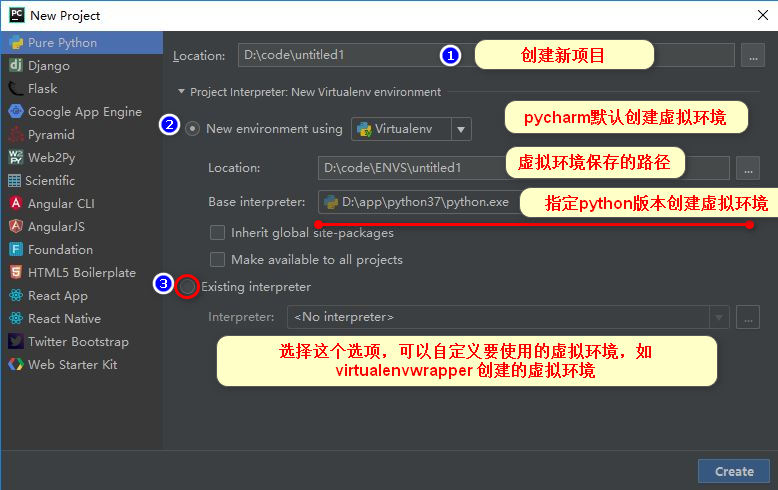 New Project
Pure Python
Django
Flask
Google App Engine
Pyramid
Web2Py
Scientific
Angular CLI
AngularJS
Foundation
HTML5 Boilerplate
React App
React Native
Twitter Bootstrap
Web Starter Kit
Location: D:\code\untitled1 ... 
1 创建新项目
Project Interpreter: New Virtualenv environment
2 New environment using Virtualenv
pycharm默认创建虚拟环境
Location: D:\code\ENVS\untitled1 ...
虚拟环境保存的路径
Base interpreter: D:\app\python37\python.exe
指定python版本创建虚拟环境
Inherit global site-packages
Make available to all projects
3 Existing interpreter
Interpreter: <No interpreter> ...
选择这个选项，可以自定义要使用的虚拟环境，如
virtualenvwrapper 创建的虚拟环境
Create